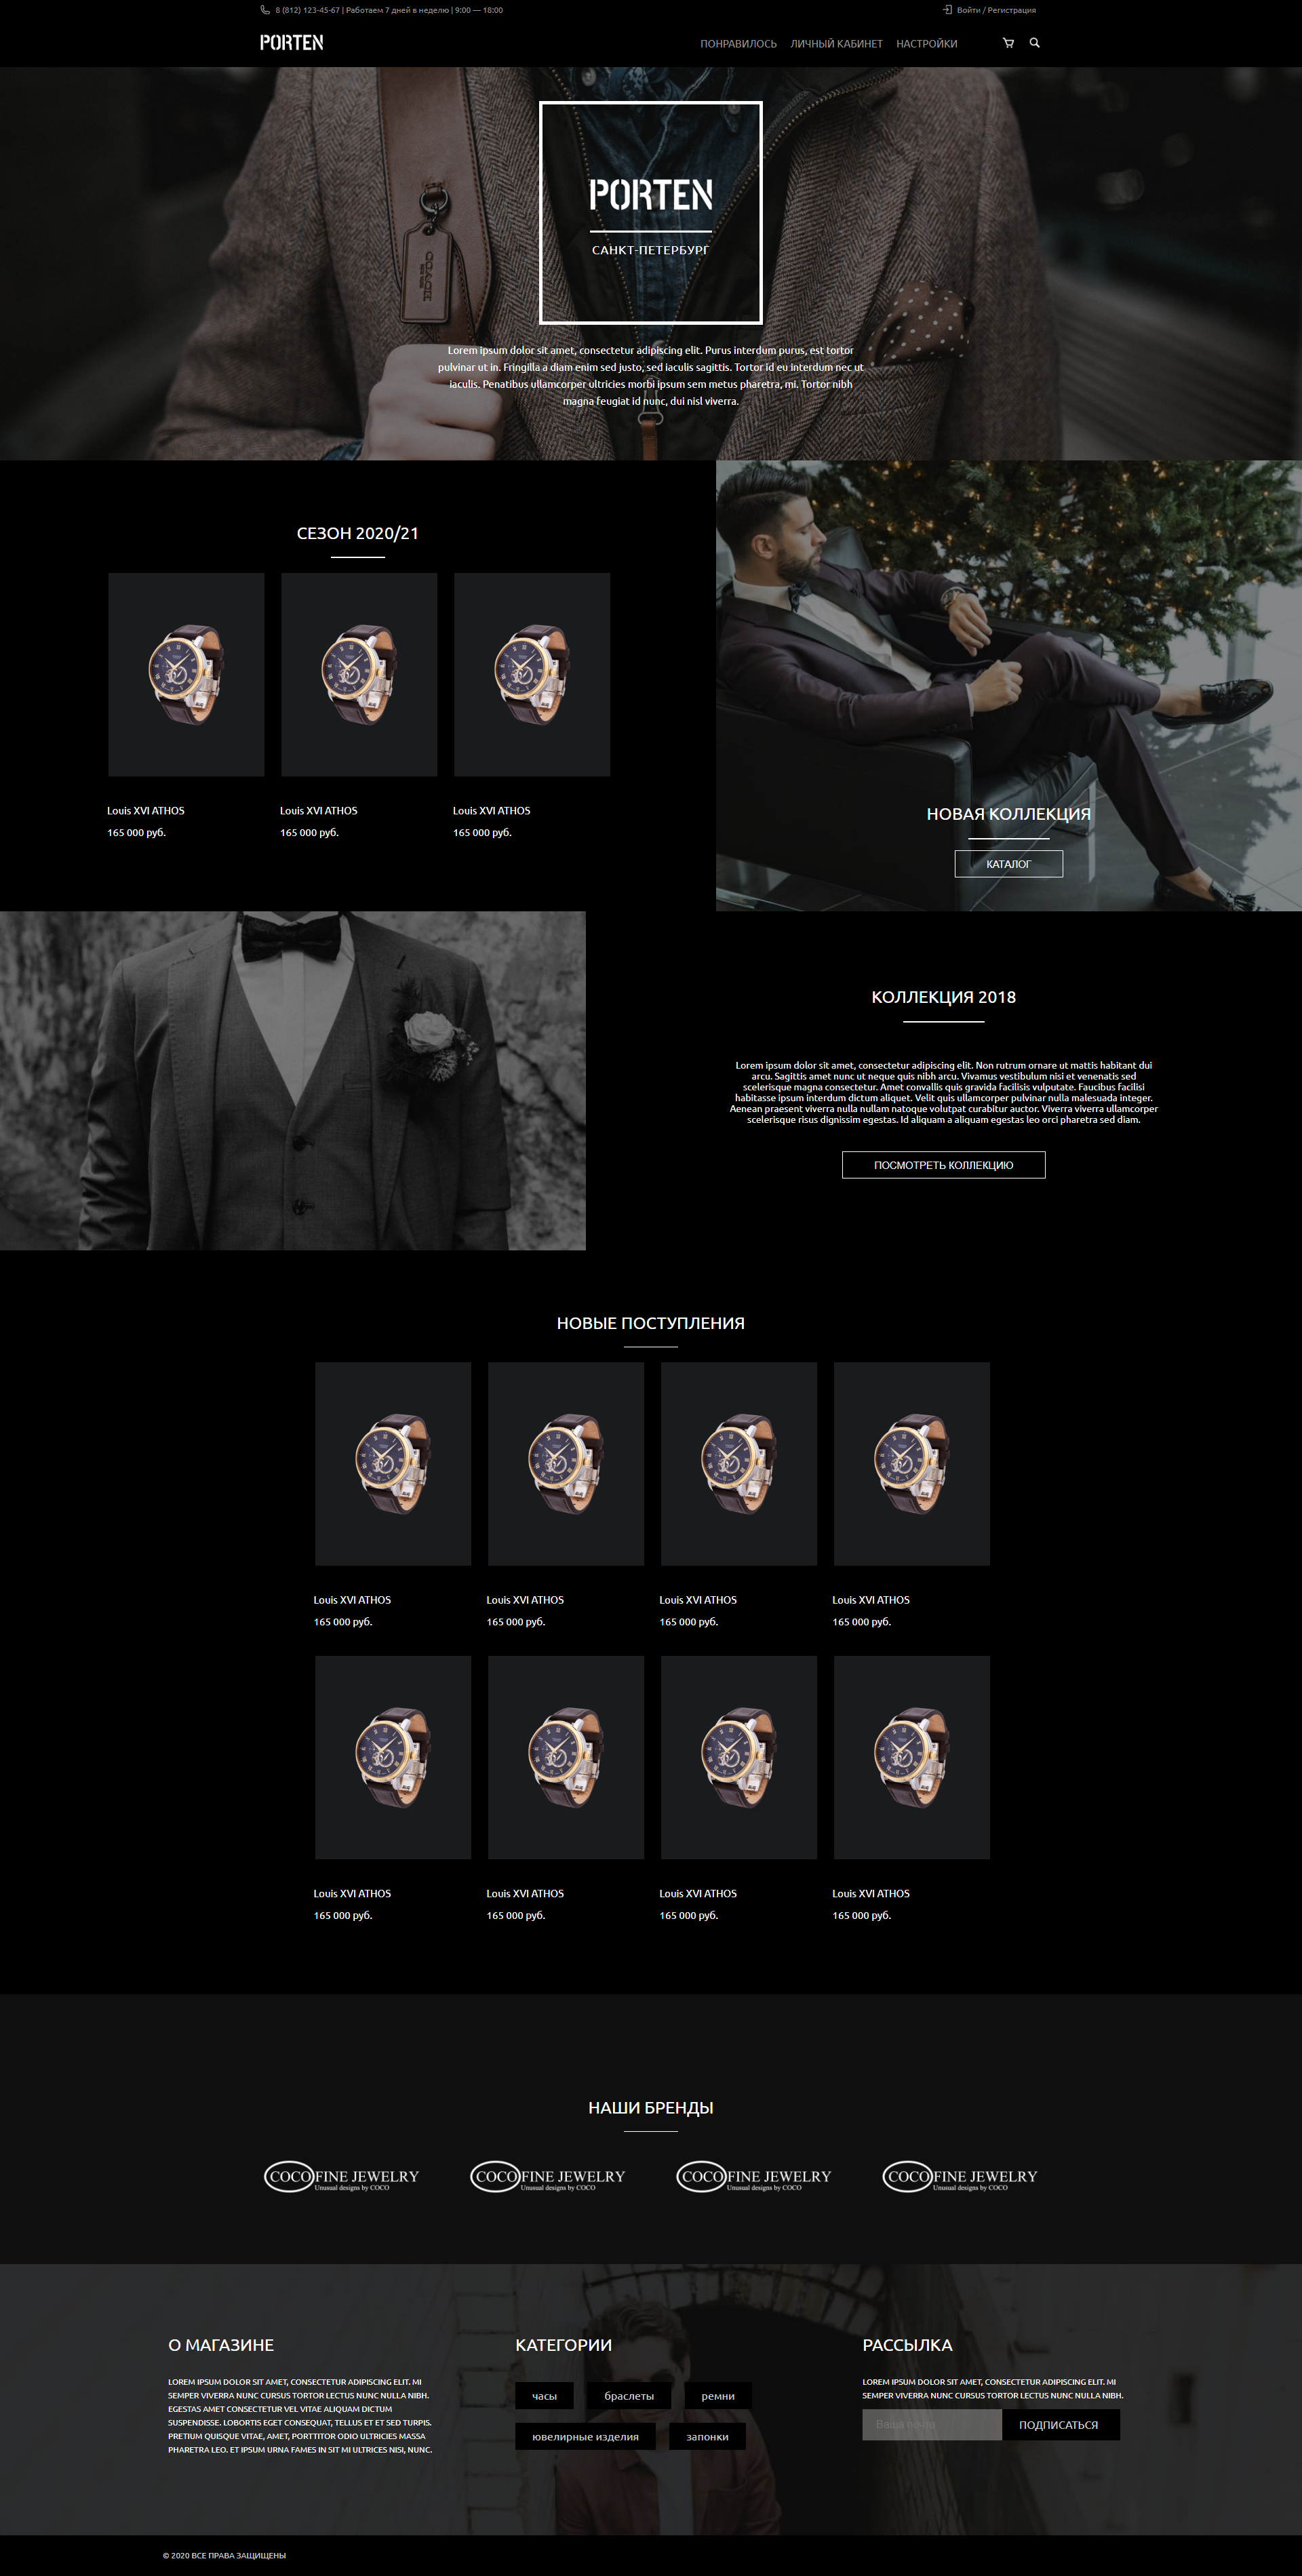 8 (812) 123-45-67 | Работаем 7 дней в неделю | 9:00 — 18:00
Войти / Регистрация
PORTEN
ПОНРАВИЛОСЬ ЛИЧНЫЙ КАБИНЕТ НАСТРОЙКИ
PORTEN
САНКТ-ПЕТЕРБУРГ
COACH
Lorem ipsum dolor sit amet, consectetur adipiscing elit. Purus interdum purus, est tortor
pulvinar ut in. Fringilla a diam enim sed justo, sed iaculis sagittis. Tortor id eu interdum nec ut
iaculis. Penatibus ullamcorper ultricies morbi ipsum sem metus pharetra, mi. Tortor nibh
magna feugiat id nunc, dui nisl viverra.
СЕЗОН 2020/21
Louis XVI ATHOS
165 000 руб.
Louis XVI ATHOS
165 000 руб.
Louis XVI ATHOS
165 000 руб.
НОВАЯ КОЛЛЕКЦИЯ
КАТАЛОГ
КОЛЛЕКЦИЯ 2018
Lorem ipsum dolor sit amet, consectetur adipiscing elit. Non rutrum ornare ut mattis habitant dui
arcu. Sagittis amet nunc ut neque quis nibh arcu. Vivamus vestibulum nisi et venenatis sed
scelerisque magna consectetur. Amet convallis quis gravida facilisis vulputate. Faucibus facilisi
habitasse ipsum interdum dictum aliquet. Velit quis ullamcorper pulvinar nulla malesuada integer.
Aenean praesent viverra nulla nullam natoque volutpat curabitur auctor. Viverra viverra ullamcorper
scelerisque risus dignissim egestas. Id aliquam a aliquam egestas leo orci pharetra sed diam.
ПОСМОТРЕТЬ КОЛЛЕКЦИЮ
НОВЫЕ ПОСТУПЛЕНИЯ
Louis XVI ATHOS
165 000 руб.
Louis XVI ATHOS
165 000 руб.
Louis XVI ATHOS
165 000 руб.
Louis XVI ATHOS
165 000 руб.
Louis XVI ATHOS
165 000 руб.
Louis XVI ATHOS
165 000 руб.
Louis XVI ATHOS
165 000 руб.
Louis XVI ATHOS
165 000 руб.
НАШИ БРЕНДЫ
COCO FINE JEWELRY
Unusual designs by COCO
COCO FINE JEWELRY
Unusual designs by COCO
COCO FINE JEWELRY
Unusual designs by COCO
COCO FINE JEWELRY
Unusual designs by COCO
О МАГАЗИНЕ
LOREM IPSUM DOLOR SIT AMET, CONSECTETUR ADIPISCING ELIT. MI
SEMPER VIVERRA NUNC CURSUS TORTOR LECTUS NUNC NULLA NIBH.
EGESTAS AMET CONSECTETUR VEL VITAE ALIQUAM DICTUM
SUSPENDISSE. LOBORTIS EGET CONSEQUAT, TELLUS ET ET SED TURPIS.
PRETIUM QUISQUE VITAE, AMET, PORTTITOR ODIO ULTRICIES MASSA
PHARETRA LEO. ET IPSUM URNA FAMES IN SIT MI ULTRICES NISI, NUNC.
КАТЕГОРИИ
часы
браслеты
ремни
ювелирные изделия
запонки
РАССЫЛКА
LOREM IPSUM DOLOR SIT AMET, CONSECTETUR ADIPISCING ELIT. MI
SEMPER VIVERRA NUNC CURSUS TORTOR LECTUS NUNC NULLA NIBH.
Ваша почта
ПОДПИСАТЬСЯ
© 2020 ВСЕ ПРАВА ЗАЩИЩЕНЫ